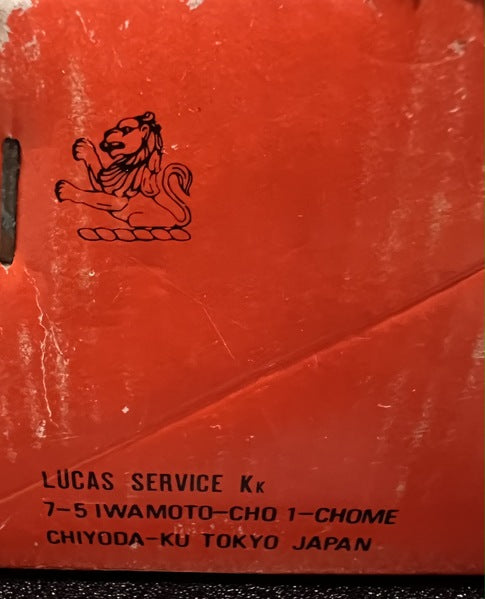 LUCAS SERVICE KK
7-5 IWAMOTO-CHO 1-CHOME
CHIYODA-KU TOKYO JAPAN